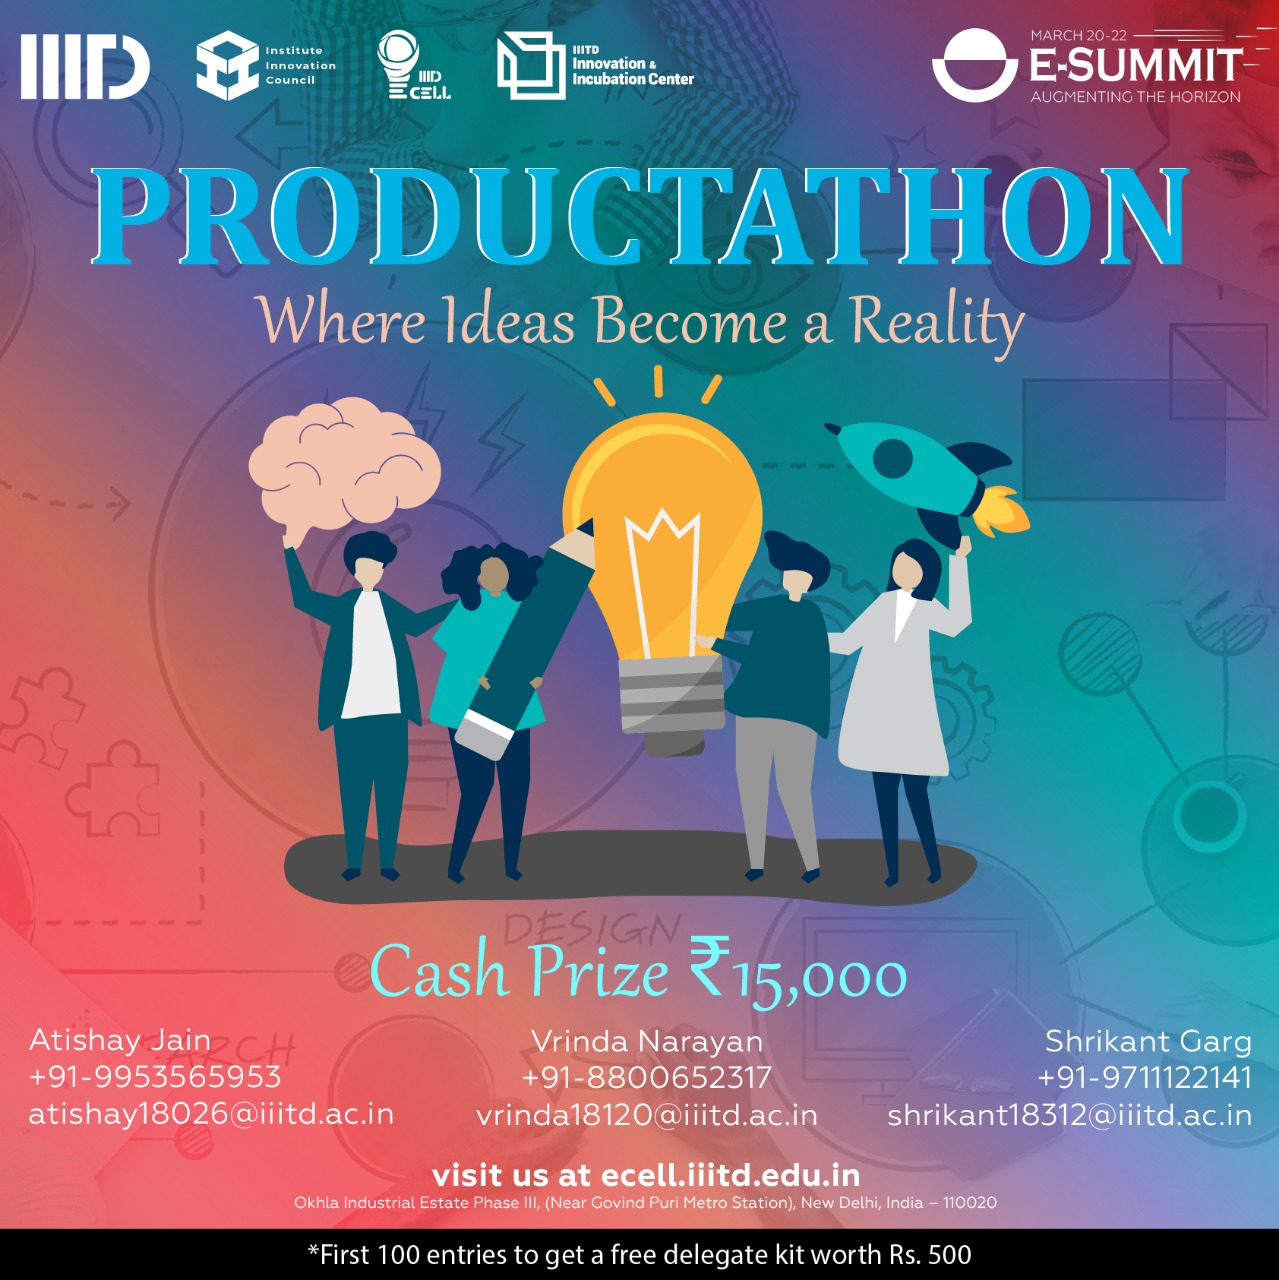 IIITD
Institute
Innovation
Council
IIID
ECELL
IIITD
Innovation &
Incubation Center
MARCH 20-22
E-SUMMIT
AUGMENTING THE HORIZON
PRODUCTATHON
Where Ideas Become a Reality
DESIGN
Cash Prize ₹15,000
ARCH
Atishay Jain
+91-9953565953
atishay18026@iiitd.ac.in
Vrinda Narayan
+91-8800652317
vrinda18120@iiitd.ac.in
Shrikant Garg
+91-9711122141
shrikant18312@iiitd.ac.in
visit us at ecell.iiitd.edu.in
Okhla Industrial Estate Phase III, (Near Govind Puri Metro Station), New Delhi, India – 110020
*First 100 entries to get a free delegate kit worth Rs. 500